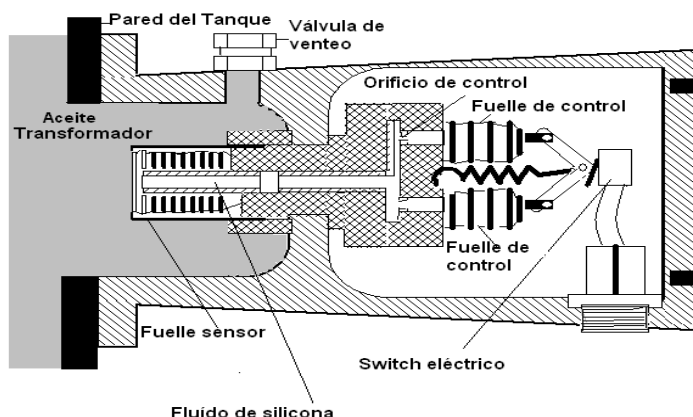 Pared del Tanque
Válvula de
venteo
Orificio de control
Fuelle de control
Aceite
Transformador
Fuelle de
control
Fuelle sensor
Switch eléctrico
Fluído de silicona